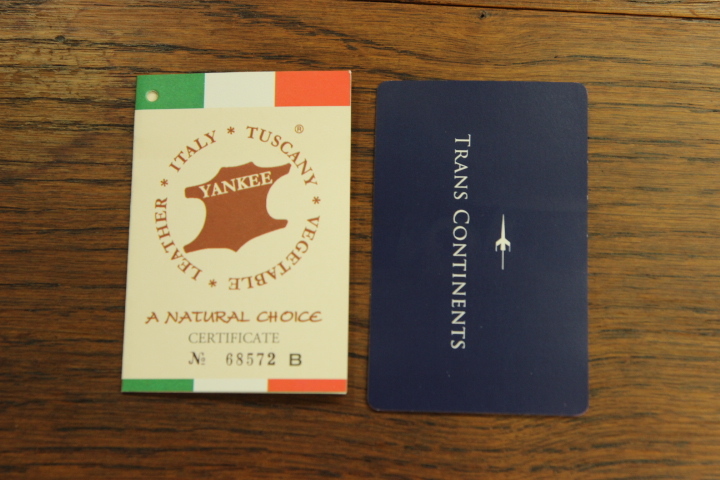 ITALY * TUSCANY * VEGETABLE * LEATHER *
®
YANKEE
A NATURAL CHOICE
CERTIFICATE
№ 68572 B
TRANS CONTINENTS